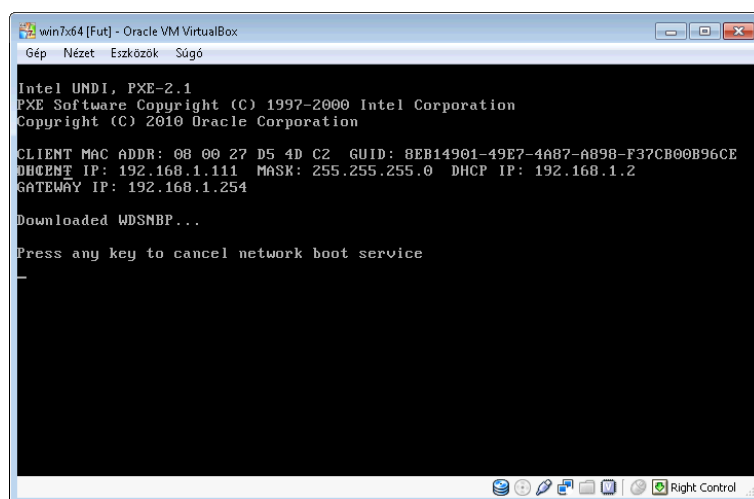 win7x64 [Fut] - Oracle VM VirtualBox
Gép Nézet Eszközök Súgó
Intel UNDI, PXE-2.1
PXE Software Copyright (C) 1997-2000 Intel Corporation
Copyright (C) 2010 Oracle Corporation
CLIENT MAC ADDR: 08 00 27 D5 4D C2 GUID: 8EB14901-49E7-4A87-A898-F37CB00B96CE
IP: 192.168.1.111 MASK: 255.255.255.0 DHCP IP: 192.168.1.2
GATEWAY IP: 192.168.1.254
Downloaded WDSNBP...
Press any key to cancel network boot service
Right Control